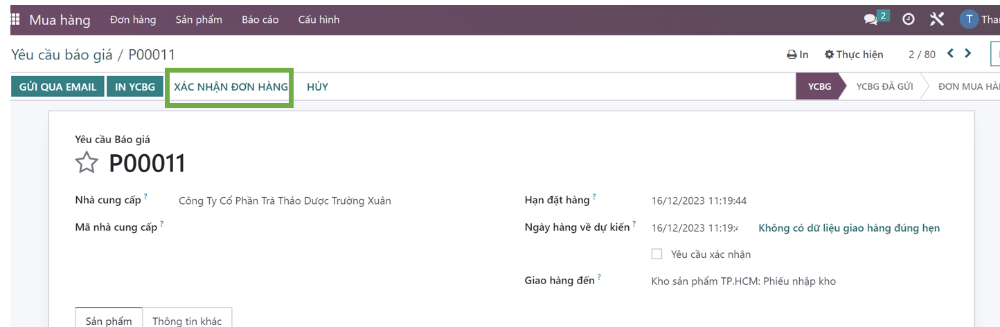 Mua hàng Đơn hàng Sản phẩm Báo cáo Cấu hình 2 T
Yêu cầu báo giá / P00011 In Thực hiện 2 / 80
GỬI QUA EMAIL IN YCBG XÁC NHẬN ĐƠN HÀNG HỦY YCBG YCBG ĐÃ GỬI ĐƠN MUA
Yêu cầu Báo giá
P00011
Nhà cung cấp ? Công Ty Cổ Phần Trà Thảo Dược Trường Xuân Hạn đặt hàng ? 16/12/2023 11:19:44
Mã nhà cung cấp ? Ngày hàng về dự kiến ? 16/12/2023 11:19: Không có dữ liệu giao hàng đúng hẹn
Yêu cầu xác nhận
Giao hàng đến ? Kho sản phẩm TP.HCM: Phiếu nhập kho
Sản phẩm Thông tin khác